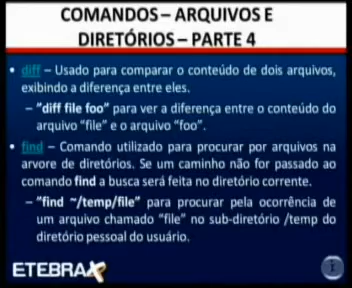 COMANDOS – ARQUIVOS E
DIRETÓRIOS – PARTE 4
• diff – Usado para comparar o conteúdo de dois arquivos,
exibindo a diferença entre eles.
– "diff file foo" para ver a diferença entre o conteúdo do
arquivo "file" e o arquivo "foo".
• find – Comando utilizado para procurar por arquivos na
arvore de diretórios. Se um caminho não for passado ao
comando find a busca será feita no diretório corrente.
– "find ~/temp/file" para procurar pela ocorrência de
um arquivo chamado "file" no sub-diretório /temp do
diretório pessoal do usuário.
ETEBRAX